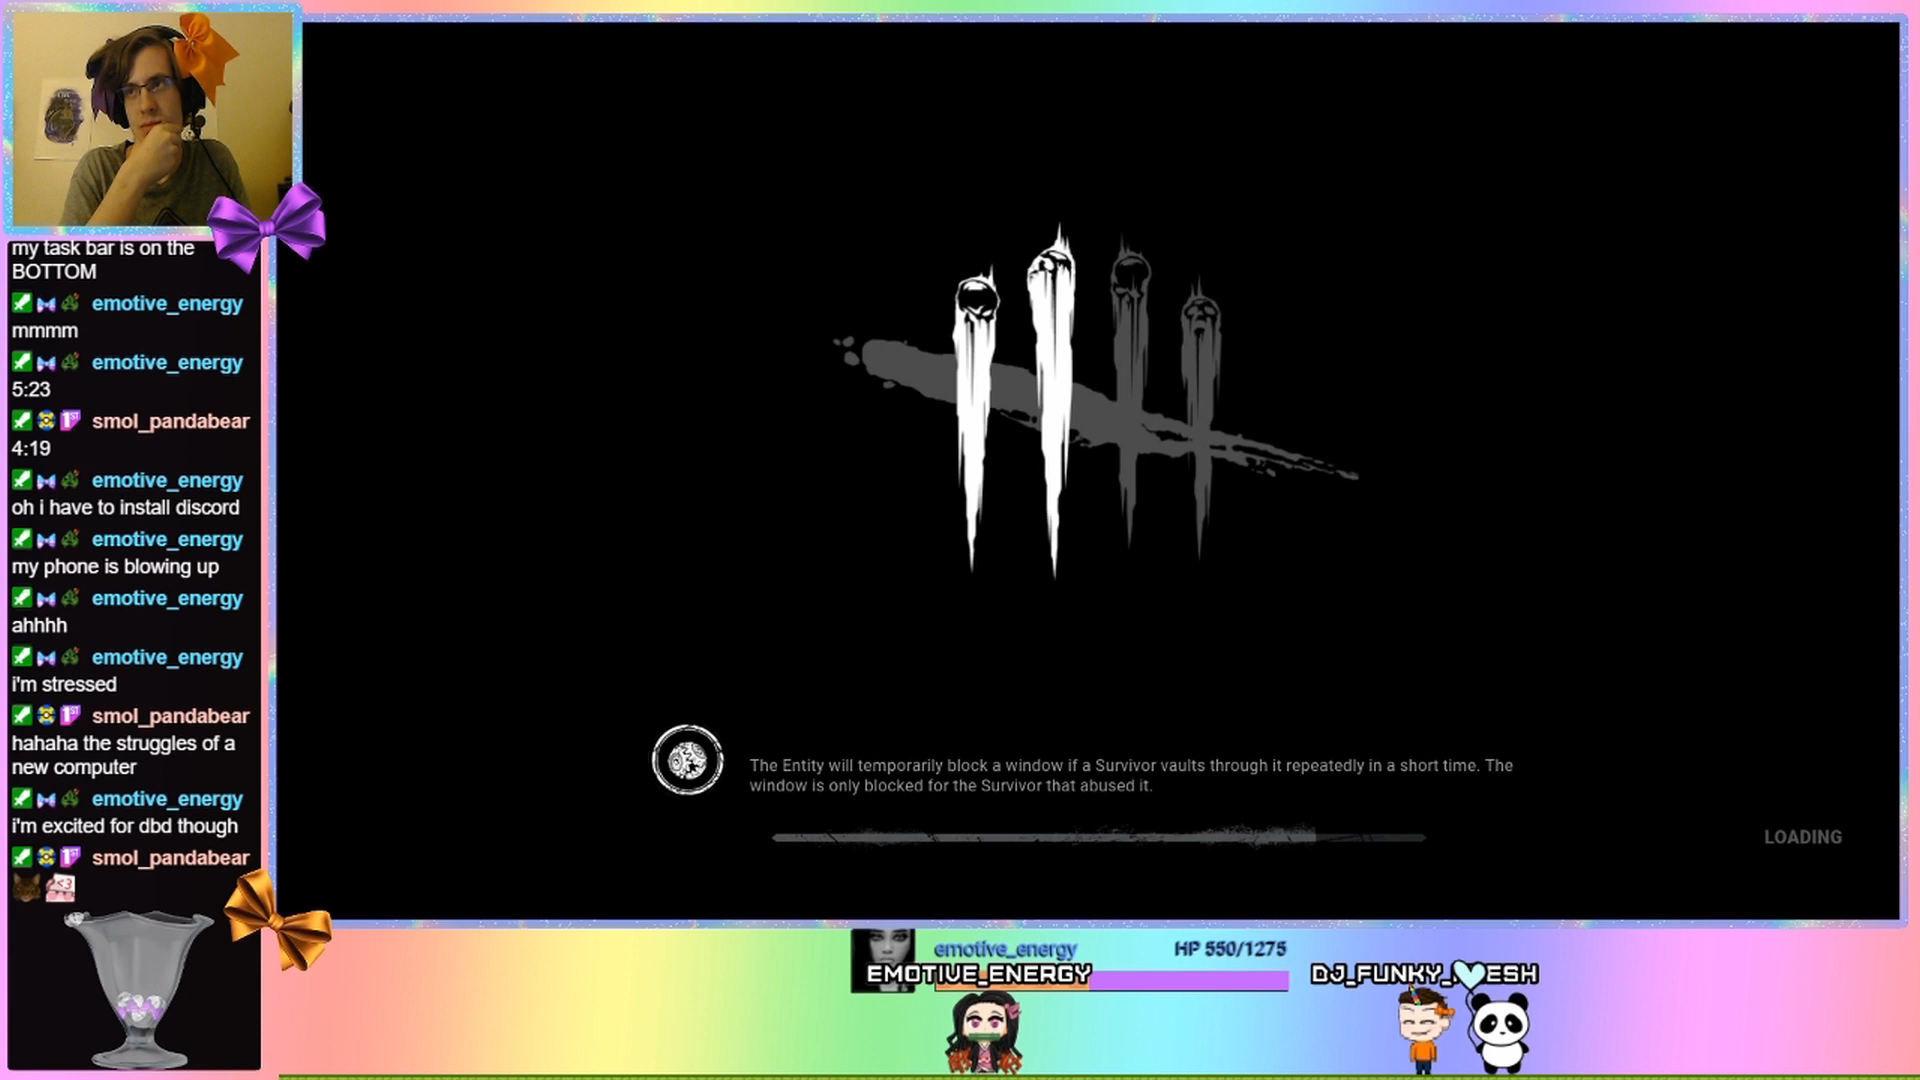 my task bar is on the
BOTTOM
emotive_energy
mmmm
emotive_energy
5:23
1ST smol_pandabear
4:19
emotive_energy
oh i have to install discord
emotive_energy
my phone is blowing up
emotive_energy
ahhhh
emotive_energy
i'm stressed
1ST smol_pandabear
hahaha the struggles of a
new computer
emotive_energy
i'm excited for dbd though
1ST smol_pandabear
<3
The Entity will temporarily block a window if a Survivor vaults through it repeatedly in a short time. The
window is only blocked for the Survivor that abused it.
LOADING
emotive_energy HP 550/1275
EMOTIVE_ENERGY